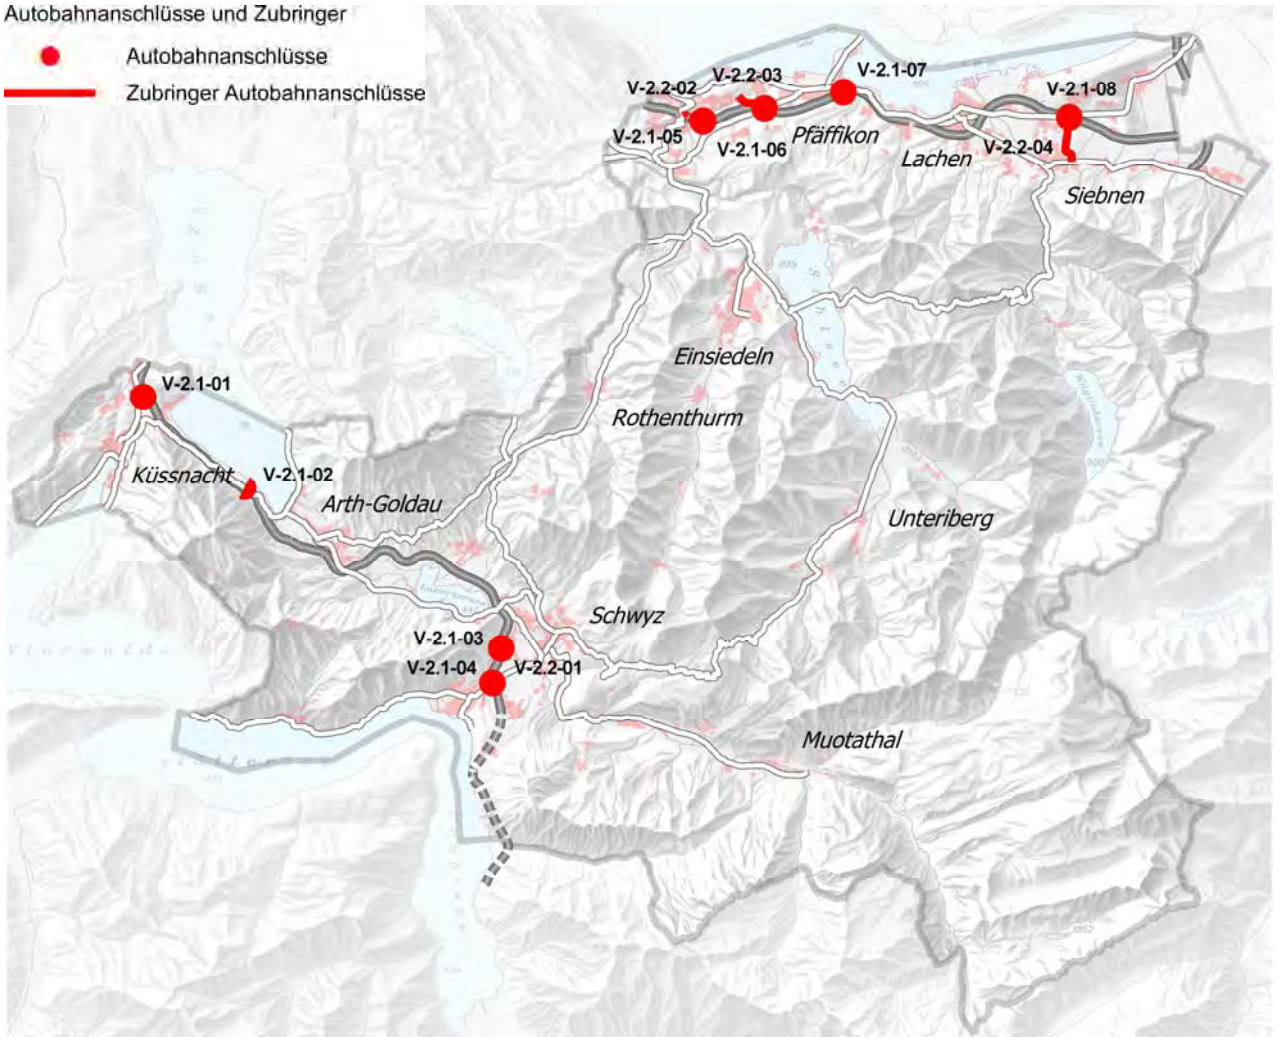 Autobahnanschlüsse und Zubringer
Autobahnanschlüsse
Zubringer Autobahnanschlüsse
V-2.2-03
V-2.1-07
V-2.2-02
V-2.1-08
V-2.1-05
Pfäffikon
V-2.1-06
V-2.2-04
Lachen
Siebnen
Einsiedeln
V-2.1-01
Rothenthurm
Küssnacht
V-2.1-02
Arth-Goldau
Unteriberg
Schwyz
V-2.1-03
V-2.1-04
V-2.2-01
Muotathal